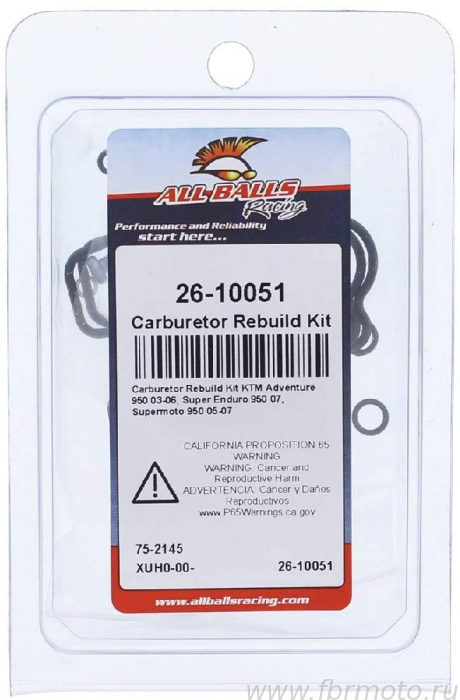 ALL BALLS
Racing
Performance and Reliability
start here...
26-10051
Carburetor Rebuild Kit
Carburetor Rebuild Kit KTM Adventure
950 03-06, Super Enduro 950 07,
Supermoto 950 05-07
CALIFORNIA PROPOSITION 65
WARNING
WARNING: Cancer and
Reproductive Harm
ADVERTENCIA: Cáncer y Daños
Reproductivos
www.P65Warnings.ca.gov
75-2145
XUH0-00- 26-10051
www.allballsracing.com
www.fbrmoto.ru